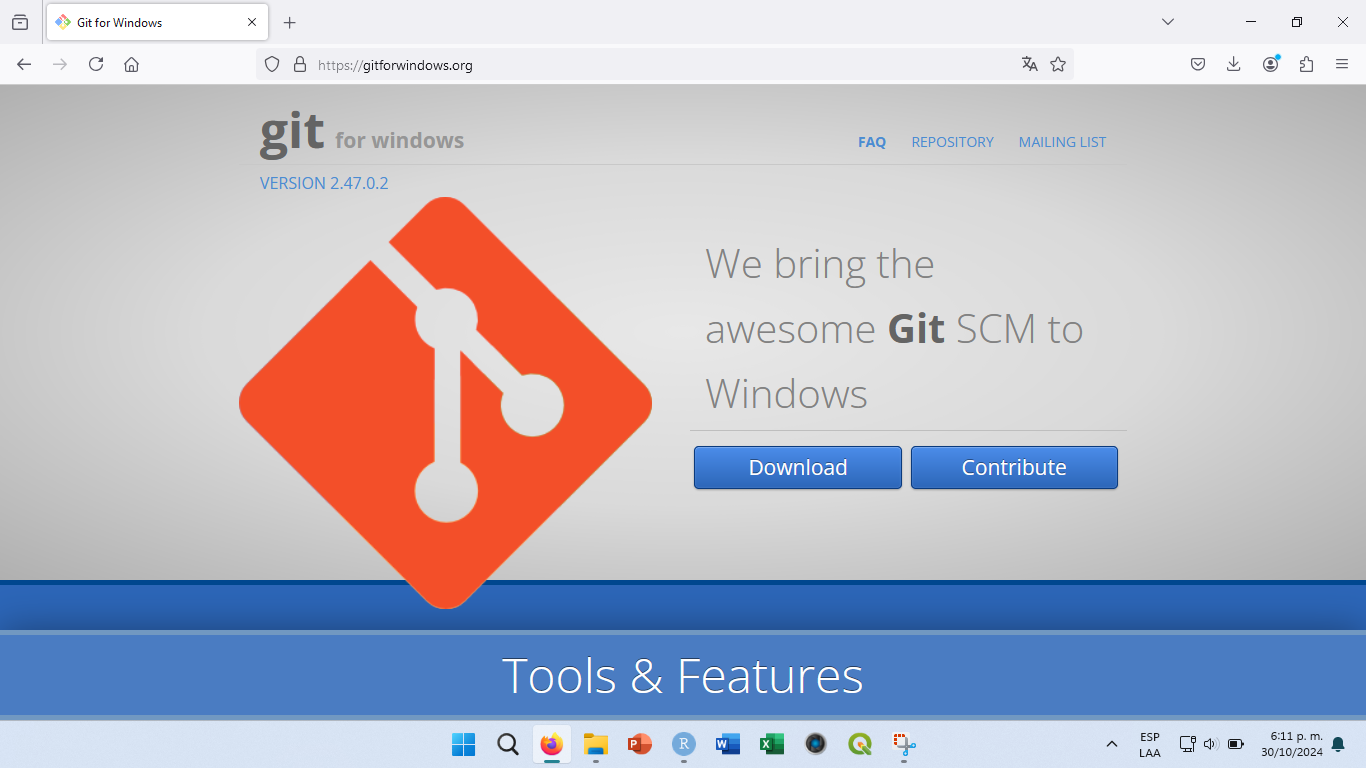 Git for Windows
https://gitforwindows.org
git for windows
FAQ REPOSITORY MAILING LIST
VERSION 2.47.0.2
We bring the
awesome Git SCM to
Windows
Download Contribute
Tools & Features
ESP
LAA
6:11 p. m.
30/10/2024